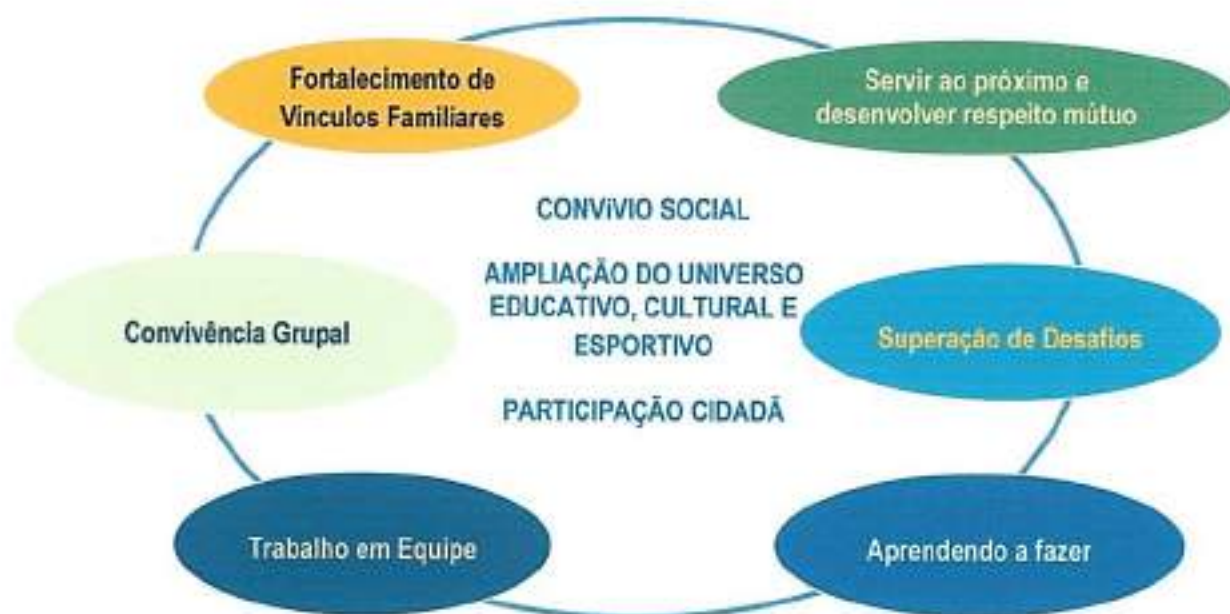 Fortalecimento de
Vinculos Familiares
Servir ao próximo e
desenvolver respeito mútuo
CONVíVIO SOCIAL
AMPLIAÇÃO DO UNIVERSO
EDUCATIVO, CULTURAL E
ESPORTIVO
PARTICIPAÇÃO CIDADÃ
Convivência Grupal
Superação de Desafios
Trabalho em Equipe
Aprendendo a fazer